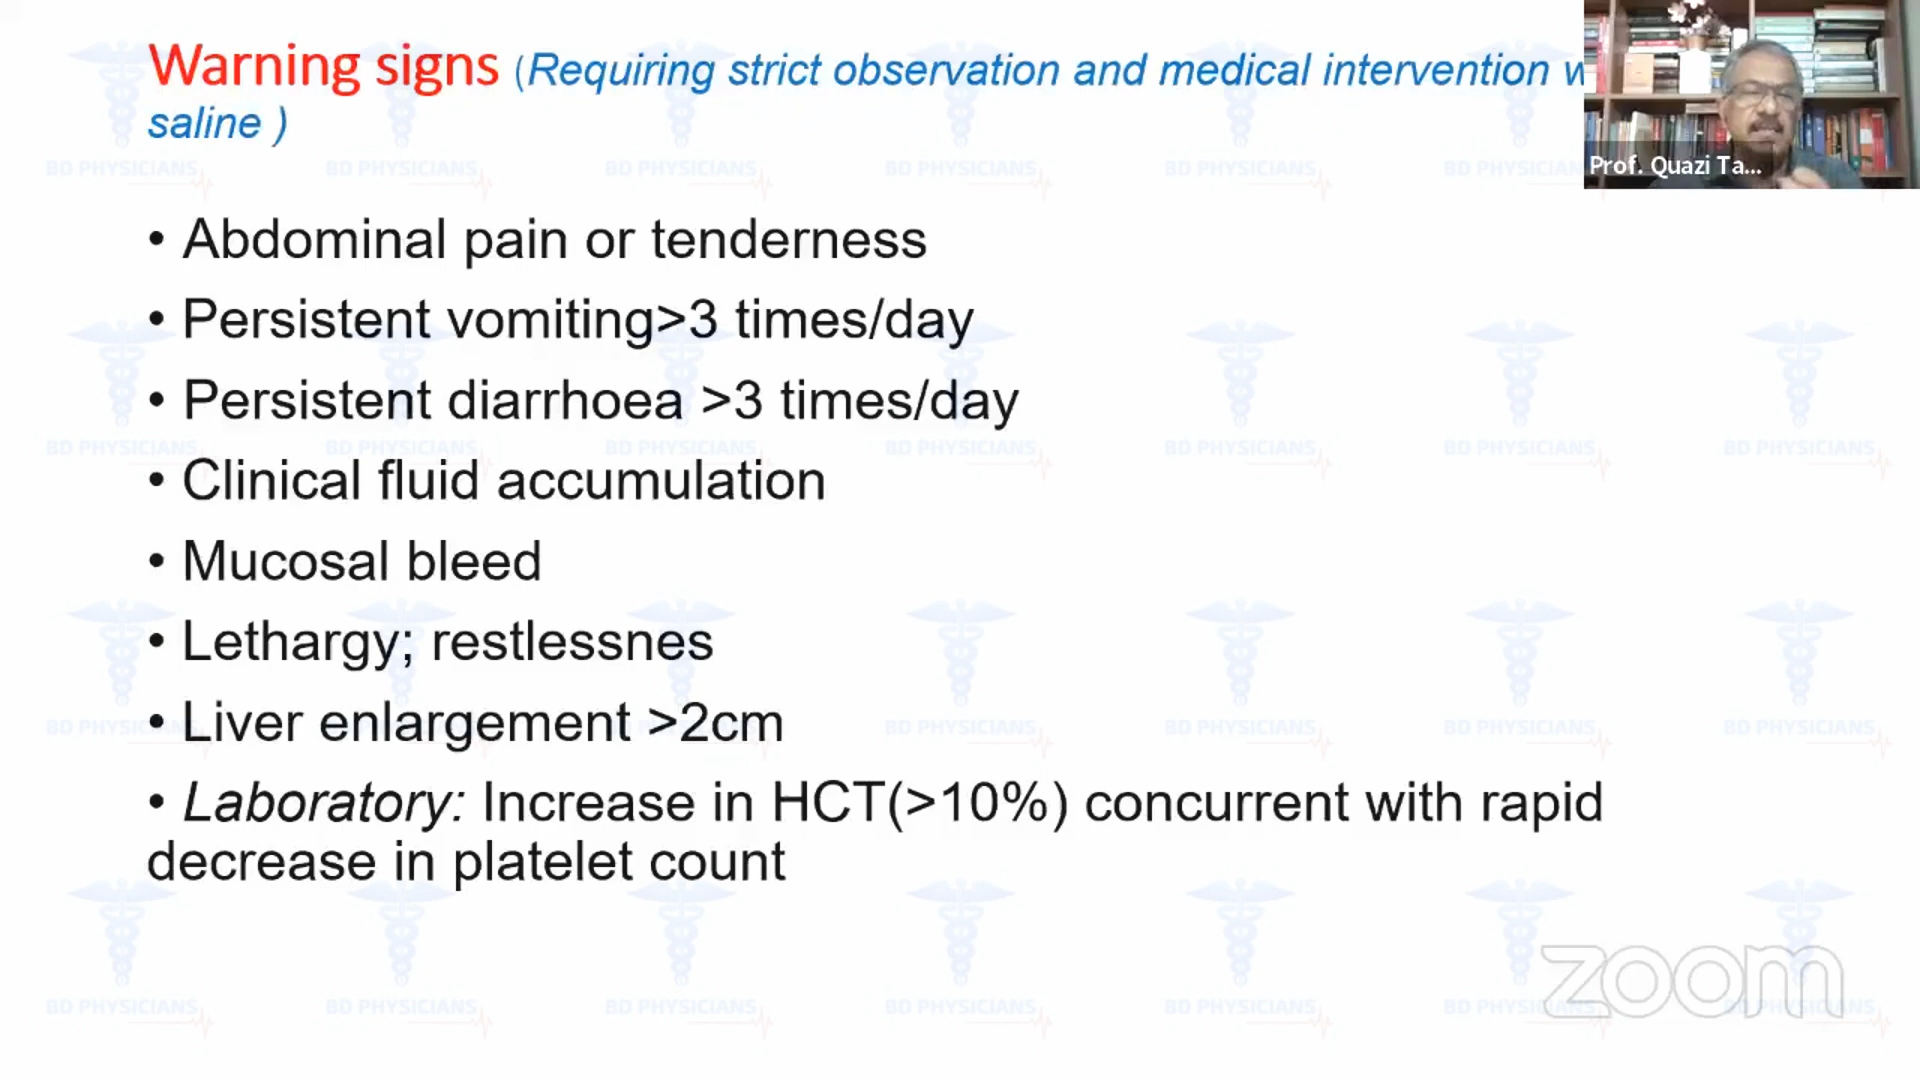 Warning signs (Requiring strict observation and medical intervention
saline )
Prof. Quazi Ta...
• Abdominal pain or tenderness
• Persistent vomiting>3 times/day
• Persistent diarrhoea >3 times/day
• Clinical fluid accumulation
• Mucosal bleed
• Lethargy; restlessnes
• Liver enlargement >2cm
• Laboratory: Increase in HCT(>10%) concurrent with rapid
decrease in platelet count
BD PHYSICIANS
zoom